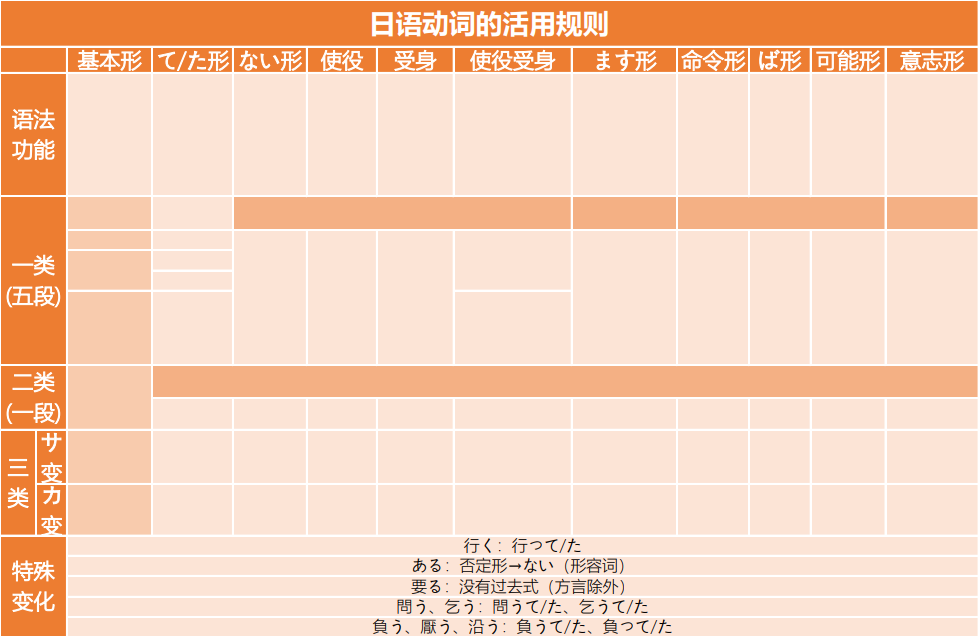 日语动词的活用规则
基本形 て/た形 ない形 使役 受身 使役受身 ます形 命令形 ば形 可能形 意志形
语法
功能
一类
(五段)
二类
(一段)
三
类
サ
变
カ
变
特殊
变化
行く：行って/た
ある：否定形→ない（形容词）
要る：没有过去式（方言除外）
問う、乞う：問うて/た、乞うて/た
負う、厭う、沿う：負うて/た、負って/た